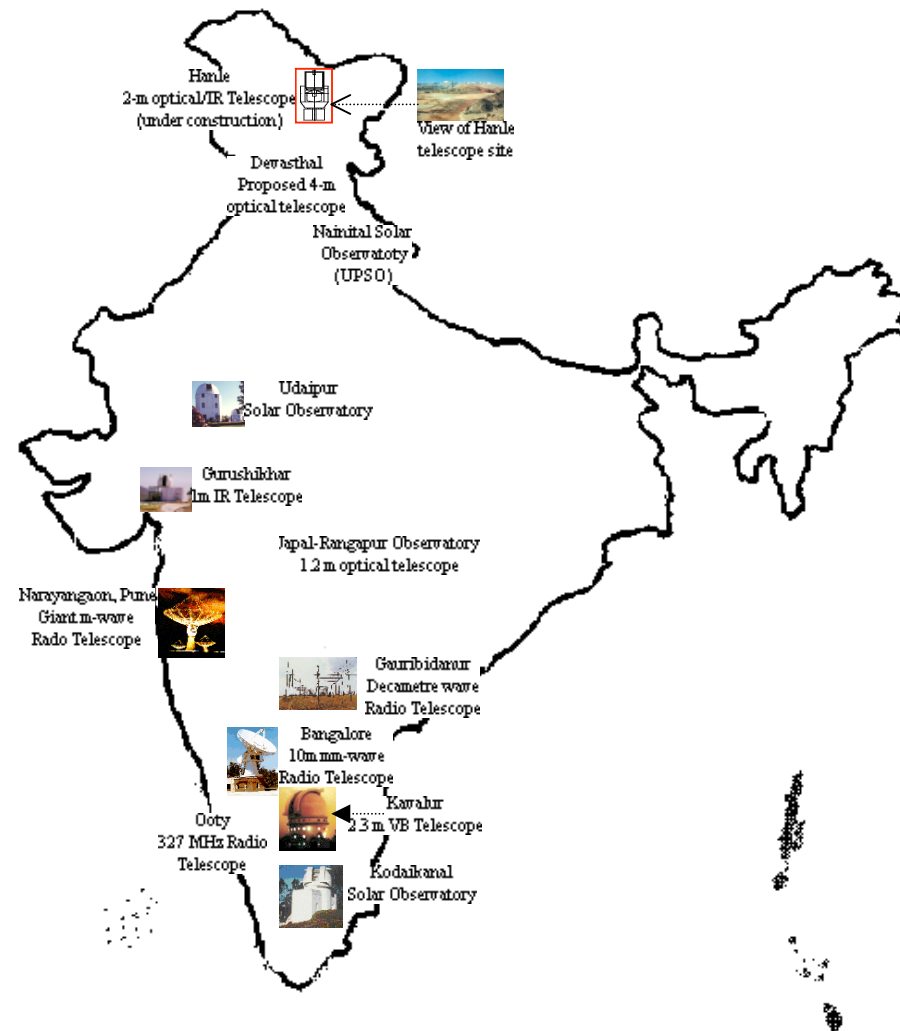 Hanle
2-m optical/IR Telescope
(under construction)
View of Hanle
telescope site
Devasthal
Proposed 4-m
optical telescope
Nainital Solar
Observatoty
(UPSO)
Udaipur
Solar Observatory
Gurushikhar
1m IR Telescope
Japal-Rangapur Observatory
1.2 m optical telescope
Narayangaon, Pune
Giant m-wave
Rado Telescope
Gauribidanur
Decametre wave
Radio Telescope
Bangalore
10m mm-wave
Radio Telescope
Kavalur
2.3 m VB Telescope
Ooty
327 MHz Radio
Telescope
Kodaikanal
Solar Observatory